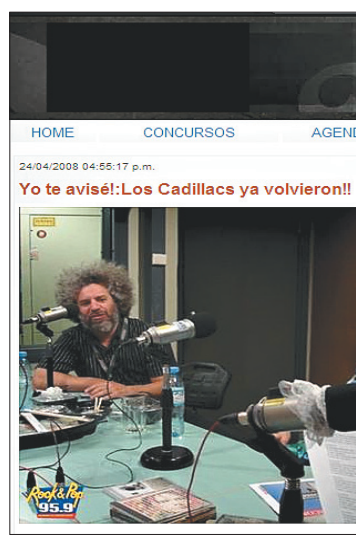 HOME CONCURSOS AGEND
24/04/2008 04:55:17 p.m.
Yo te avisé!:Los Cadillacs ya volvieron!!
Rock & Pop
95.9